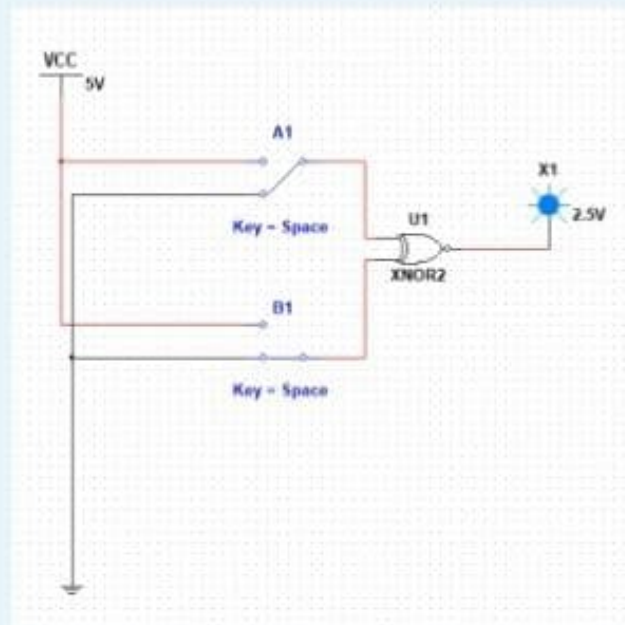 VCC
5V
A1
Key = Space
X1
2.5V
U1
XNOR2
B1
Key = Space